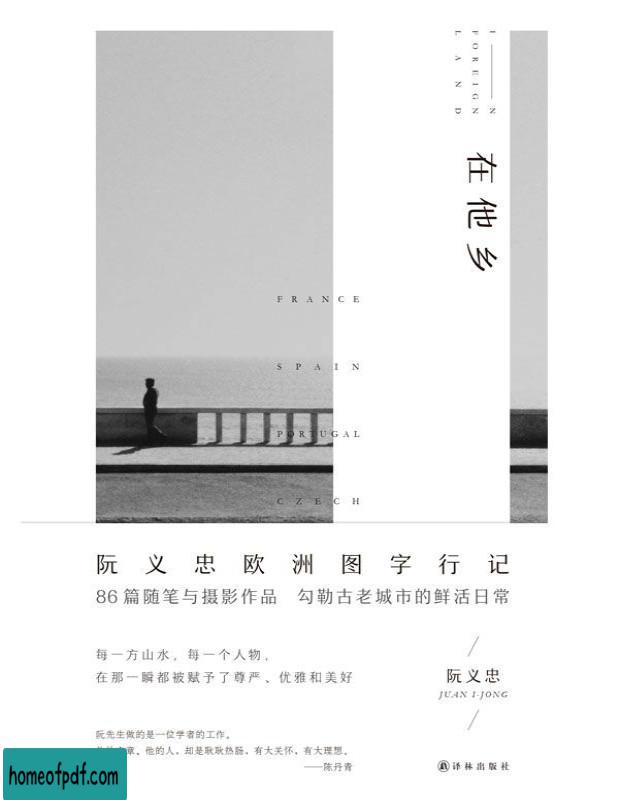 IN
FOREIGN
LAND
在他乡
FRANCE
SPAIN
PORTUGAL
CZECH
阮义忠欧洲图字行记
86篇随笔与摄影作品 勾勒古老城市的鲜活日常
每一方山水，每一个人物，
在那一瞬都被赋予了尊严、优雅和美好
阮义忠
JUAN I-JONG
阮先生做的是一位学者的工作。
章。他的人，却是耿耿热肠，有大关怀，有大理想。
——陈丹青
译林出版社
homeofpdf.com